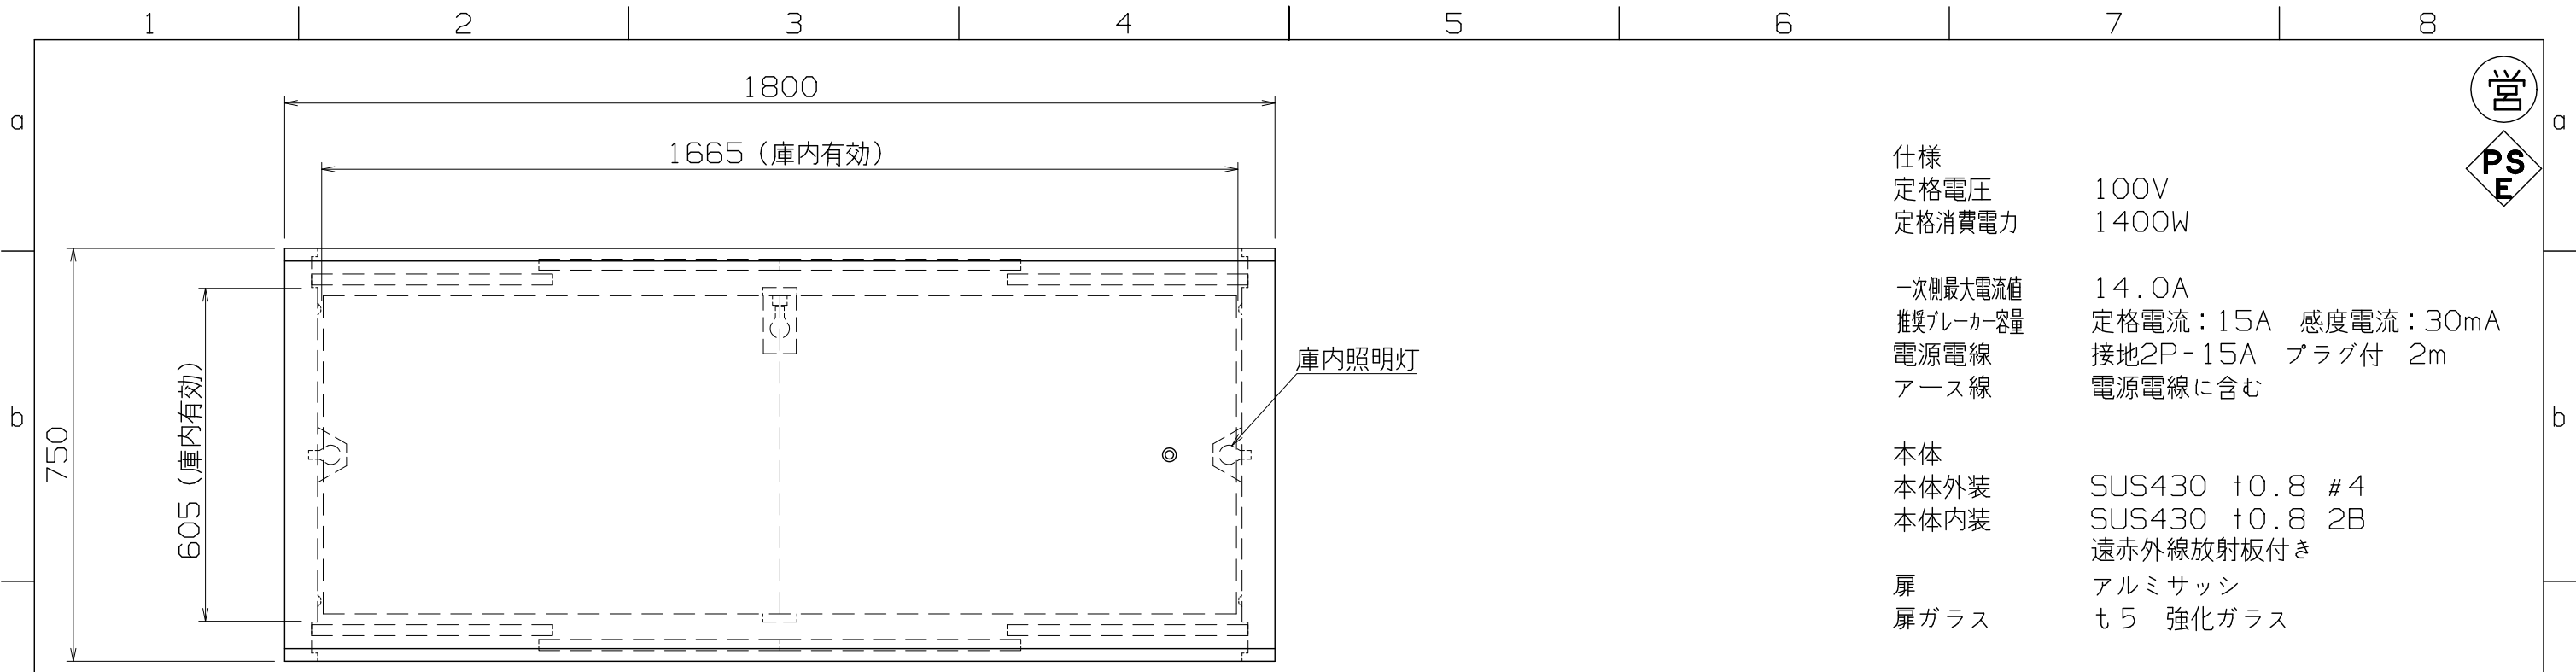 1 2 3 4 5 6 7 8
a a
営
PS
E
1800
1665(庫内有効)
750
605(庫内有効)
庫内照明灯
b b
仕様
定格電圧 100V
定格消費電力 1400W
一次側最大電流値 14.0A
推奨ブレーカー容量 定格電流:15A 感度電流:30mA
電源電線 接地2P-15A プラグ付 2m
アース線 電源電線に含む
本体
本体外装 SUS430 t0.8 #4
本体内装 SUS430 t0.8 2B
遠赤外線放射板付き
扉 アルミサッシ
扉ガラス t5 強化ガラス